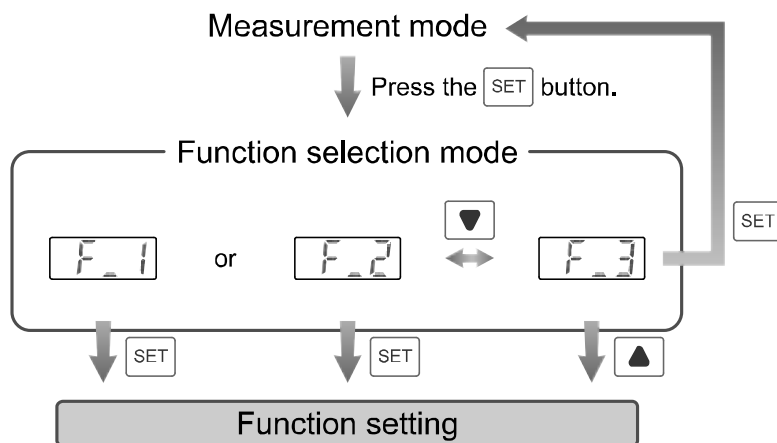 Measurement mode
Press the SET button.
Function selection mode
SET
F_1 or F_2 F_3
SET SET
Function setting